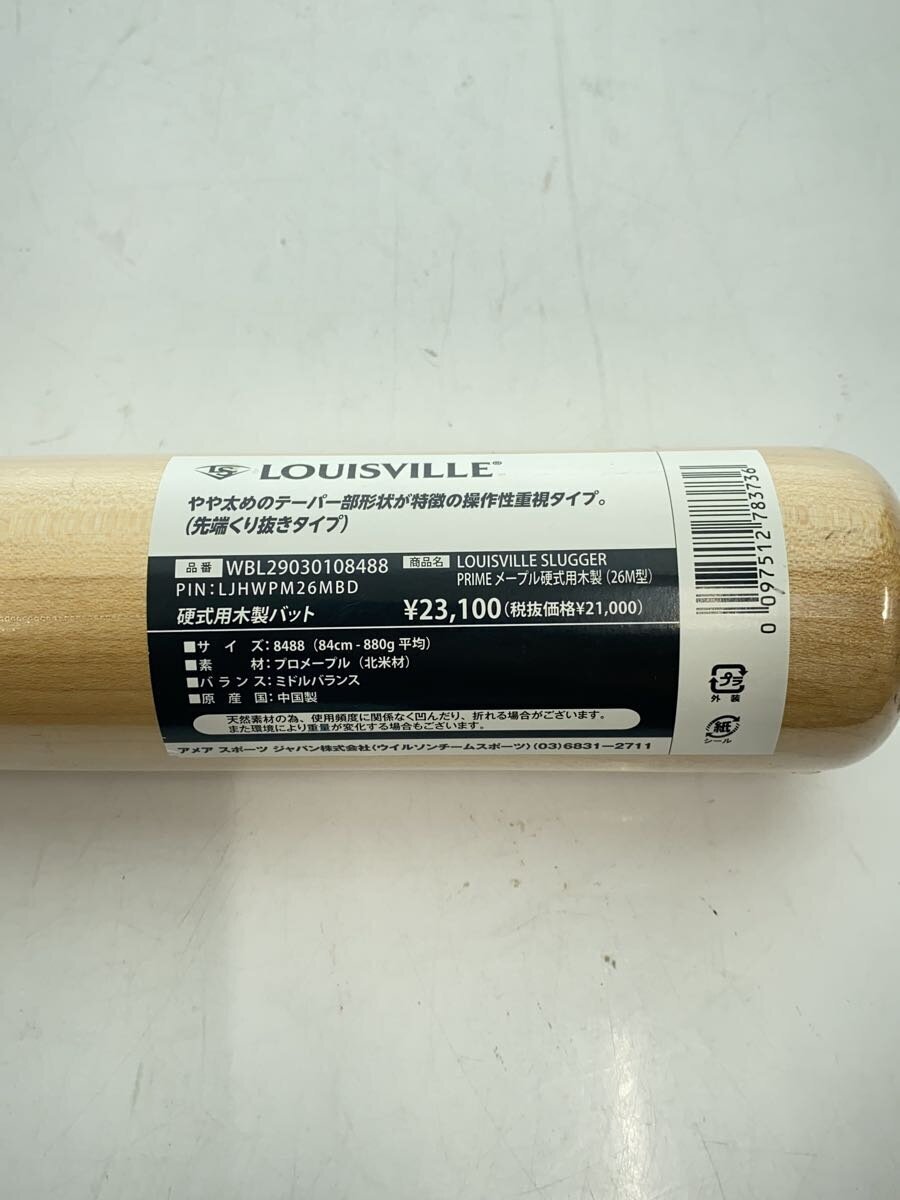 LS LOUISVILLE®
やや太めのテーパー部形状が特徴の操作性重視タイプ。
(先端くり抜きタイプ)
品番 WBL29030108488
商品名 LOUISVILLE SLUGGER
PRIME メープル硬式用木製(26M型)
PIN:LJHWPM26MBD
硬式用木製バット
¥23,100(税抜価格¥21,000)
■サイズ:8488(84cm-880g平均)
■素材:プロメープル(北米材)
■バランス:ミドルバランス
■原産国:中国製
天然素材の為、使用頻度に関係なく凹んだり、折れる場合がございます。
また環境により重量が変化する場合もございます。
アメア スポーツ ジャパン株式会社(ウイルソンチームスポーツ)(03)6831-2711
0 097512 783736
プラ
外装
紙
シール